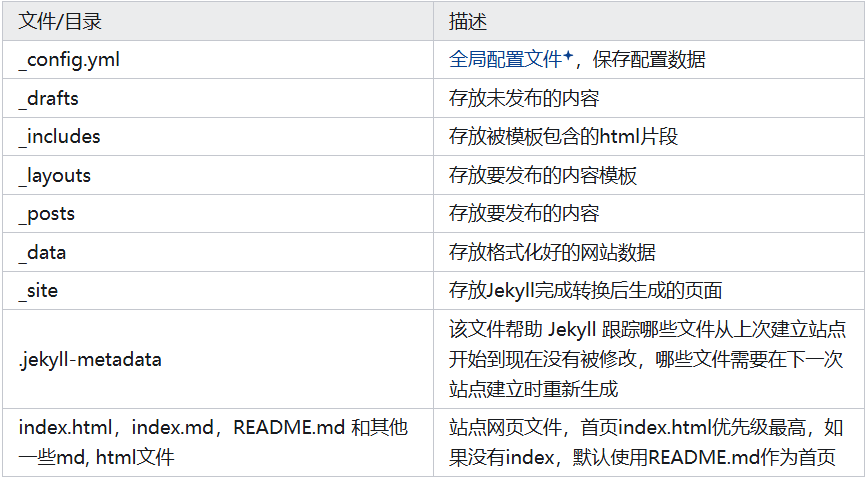 文件/目录
描述
_config.yml
全局配置文件，保存配置数据
_drafts
存放未发布的内容
_includes
存放被模板包含的html片段
_layouts
存放要发布的内容模板
_posts
存放要发布的内容
_data
存放格式化好的网站数据
_site
存放Jekyll完成转换后生成的页面
.jekyll-metadata
该文件帮助 Jekyll 跟踪哪些文件从上次建立站点
开始到现在没有被修改，哪些文件需要在下一次
站点建立时重新生成
index.html，index.md，README.md 和其他
一些md, html文件
站点网页文件，首页index.html优先级最高，如
果没有index，默认使用README.md作为首页